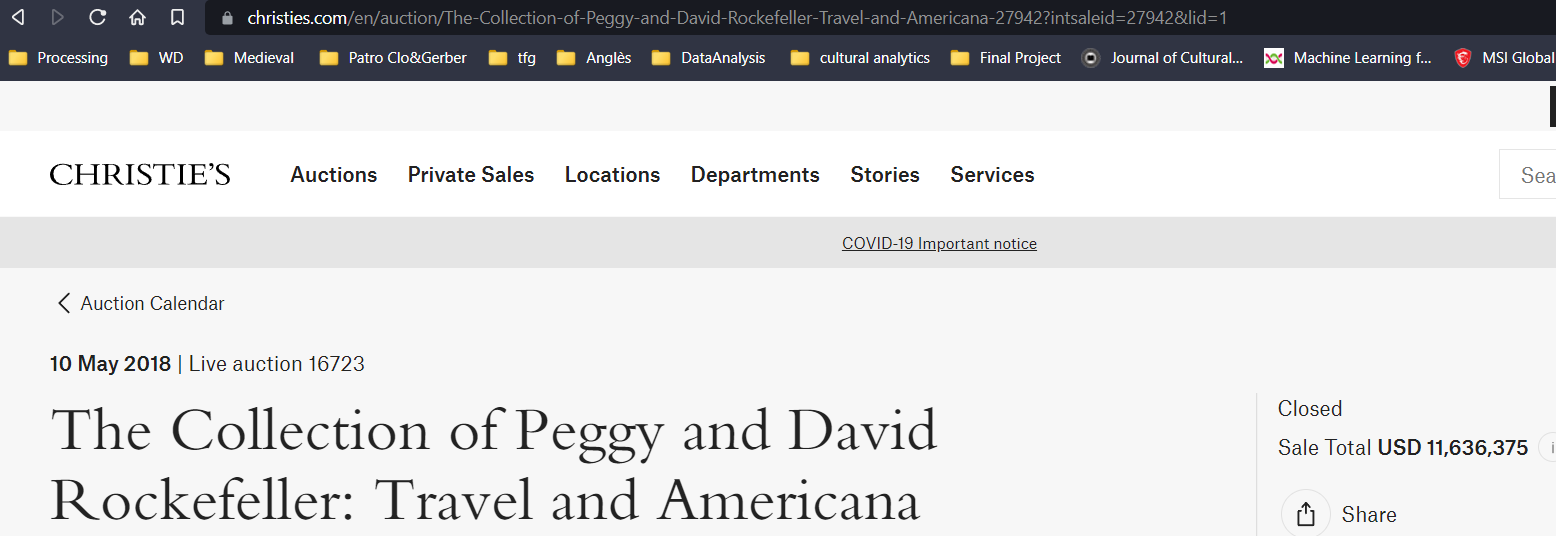 christies.com/en/auction/The-Collection-of-Peggy-and-David-Rockefeller-Travel-and-Americana-27942?intsaleid=27942&lid=1
Processing WD Medieval Patro Clo&Gerber tfg Anglès DataAnalysis cultural analytics Final Project Journal of Cultural... Machine Learning f... MSI Global
CHRISTIE'S Auctions Private Sales Locations Departments Stories Services Sea
COVID-19 Important notice
Auction Calendar
10 May 2018 | Live auction 16723
The Collection of Peggy and David
Rockefeller: Travel and Americana
Closed
Sale Total USD 11,636,375 i
Share